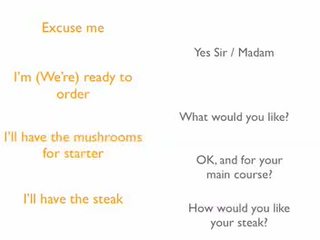 Excuse me
Yes Sir / Madam
I'm (We're) ready to
order
What would you like?
I'll have the mushrooms
for starter
OK, and for your
main course?
I'll have the steak
How would you like
your steak?